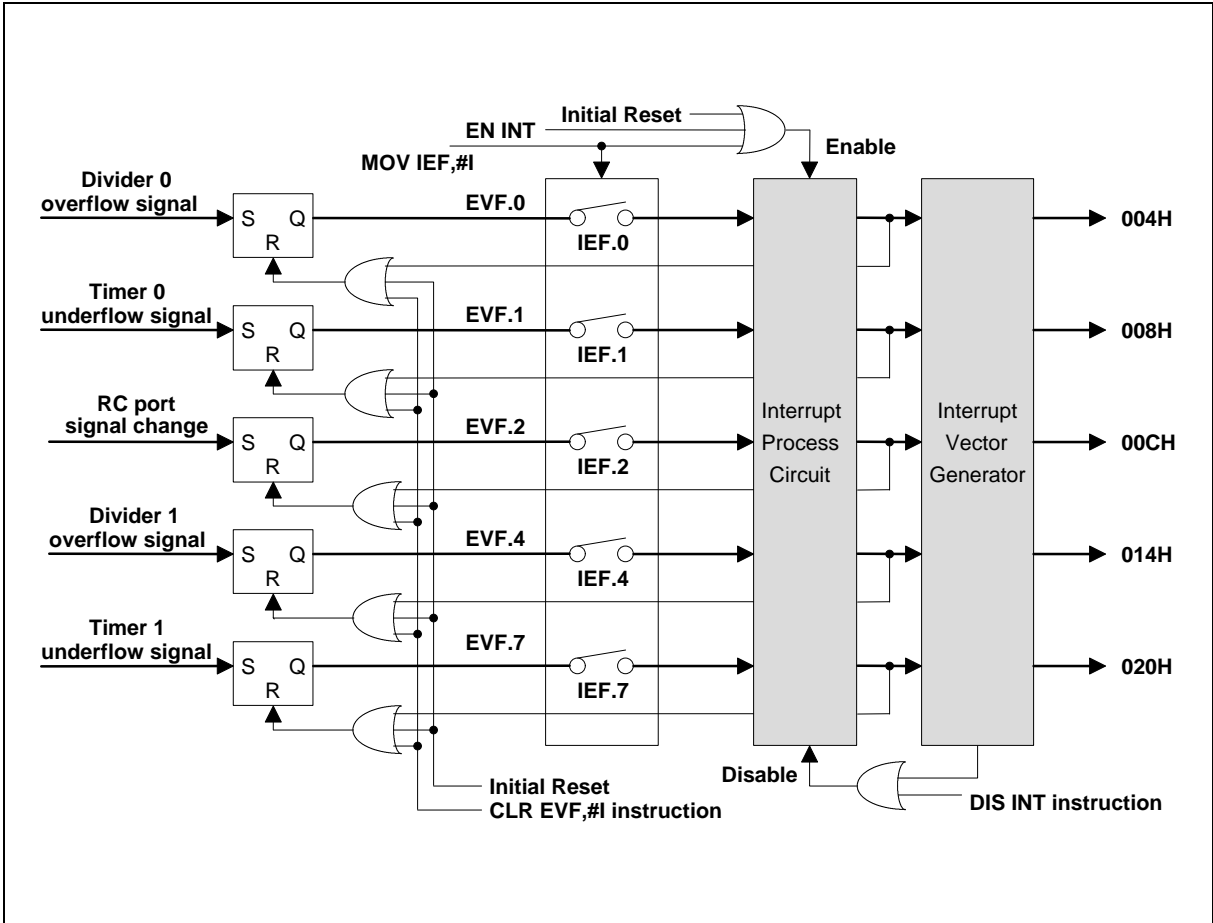 Initial Reset
EN INT
MOV IEF,#I
Enable
Divider 0
overflow signal
S Q
R
EVF.0
IEF.0
004H
Timer 0
underflow signal
S Q
R
EVF.1
IEF.1
008H
RC port
signal change
S Q
R
EVF.2
IEF.2
Interrupt
Process
Circuit
Interrupt
Vector
Generator
00CH
Divider 1
overflow signal
S Q
R
EVF.4
IEF.4
014H
Timer 1
underflow signal
S Q
R
EVF.7
IEF.7
020H
Disable
Initial Reset
CLR EVF,#I instruction
DIS INT instruction